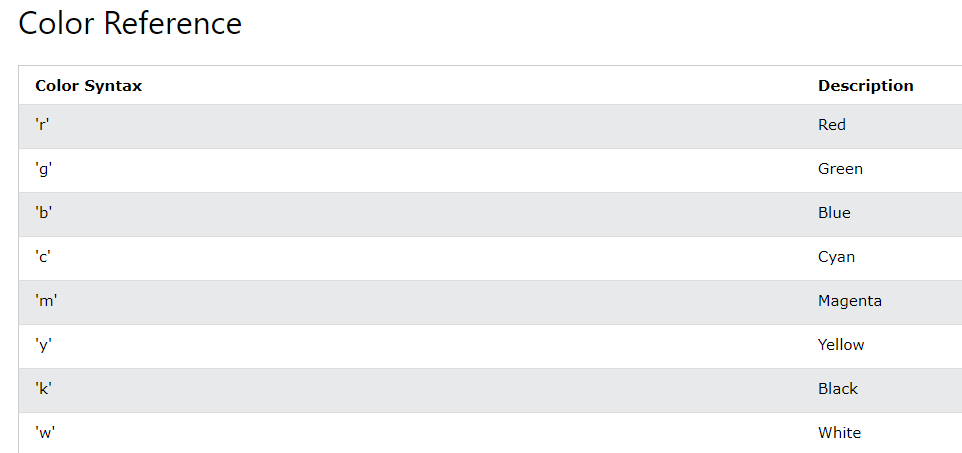 Color Reference
Color Syntax Description
'r' Red
'g' Green
'b' Blue
'c' Cyan
'm' Magenta
'y' Yellow
'k' Black
'w' White